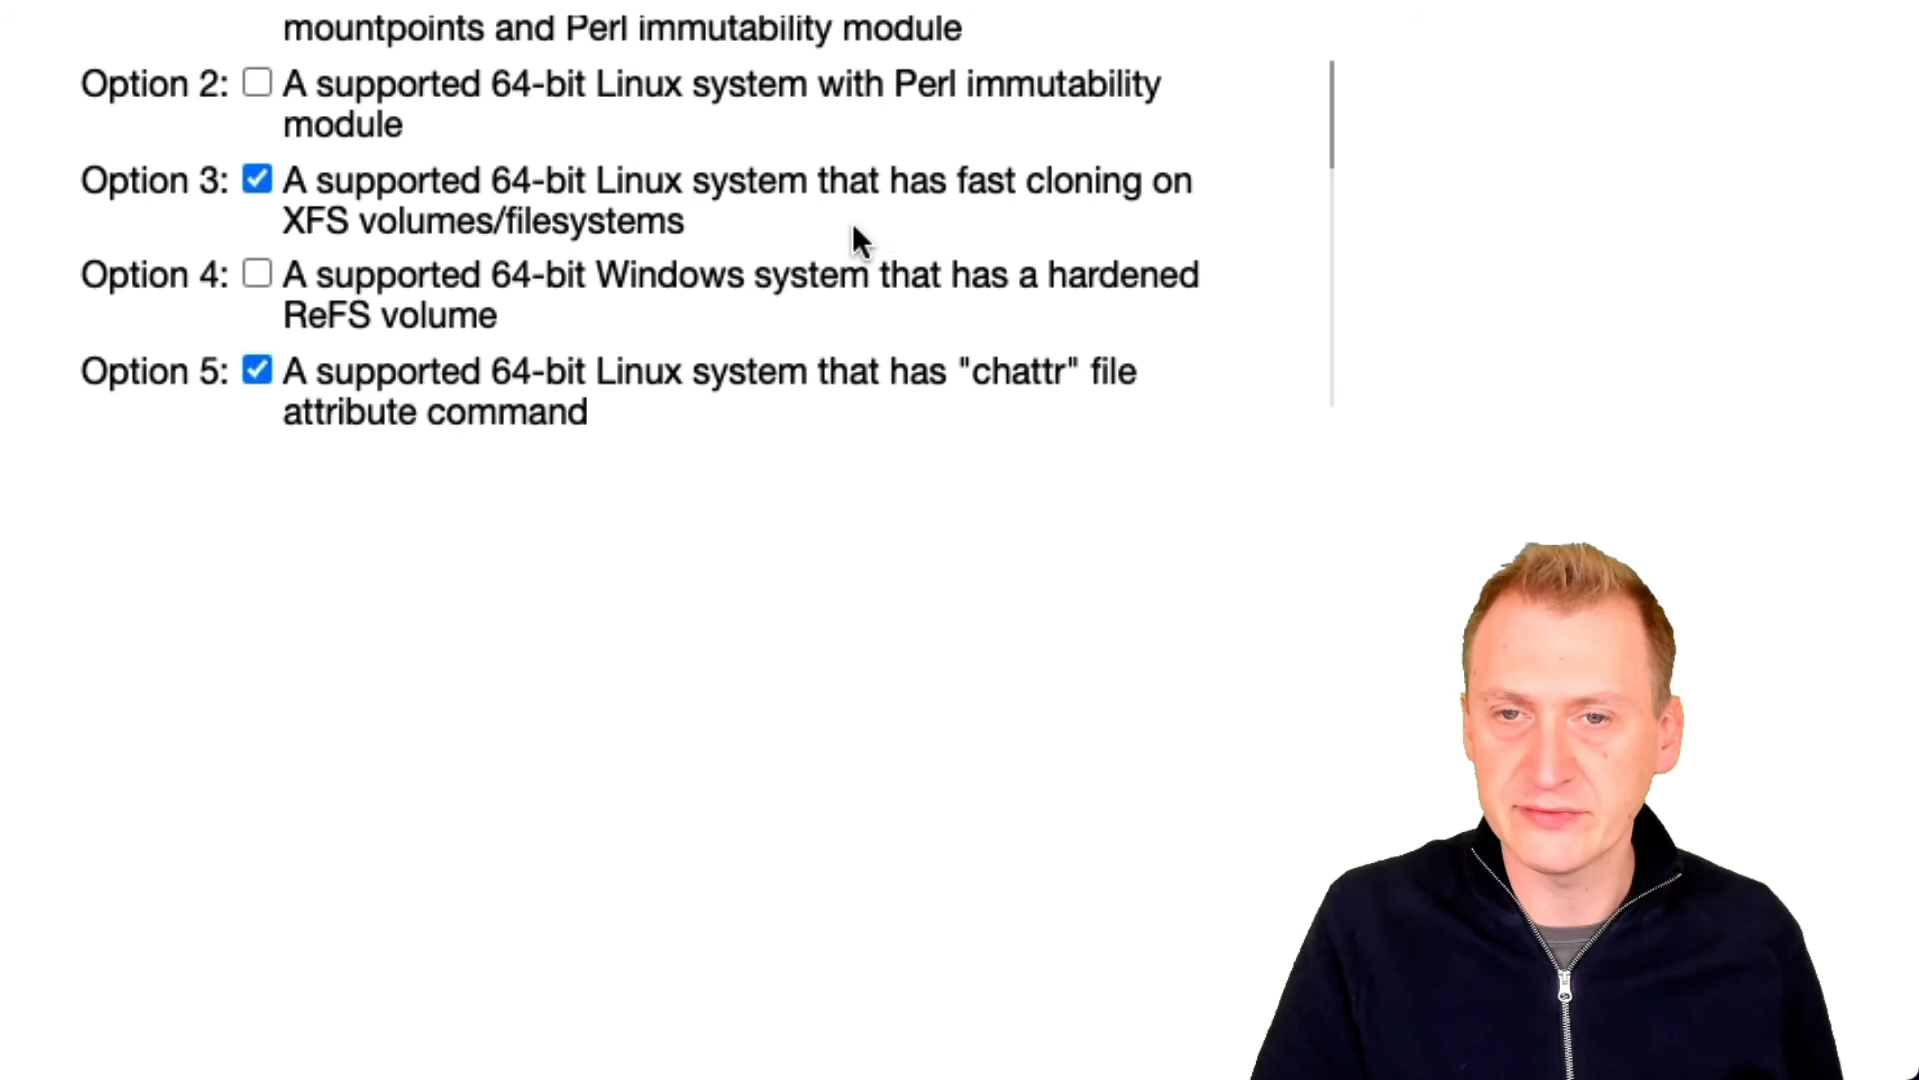 mountpoints and Perl immutability module
Option 2: A supported 64-bit Linux system with Perl immutability
module
Option 3: A supported 64-bit Linux system that has fast cloning on
XFS volumes/filesystems
Option 4: A supported 64-bit Windows system that has a hardened
ReFS volume
Option 5: A supported 64-bit Linux system that has "chattr" file
attribute command